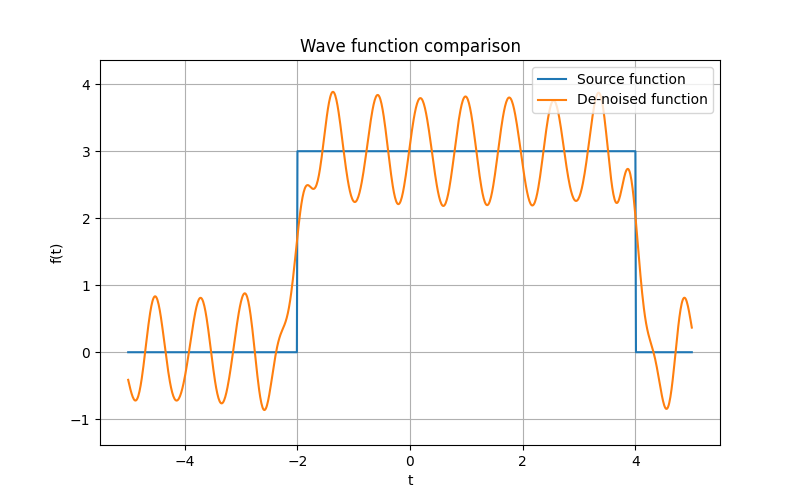 Wave function comparison
Source function
De-noised function
4
3
2
1
0
−1
f(t)
−4
−2
0
2
4
t